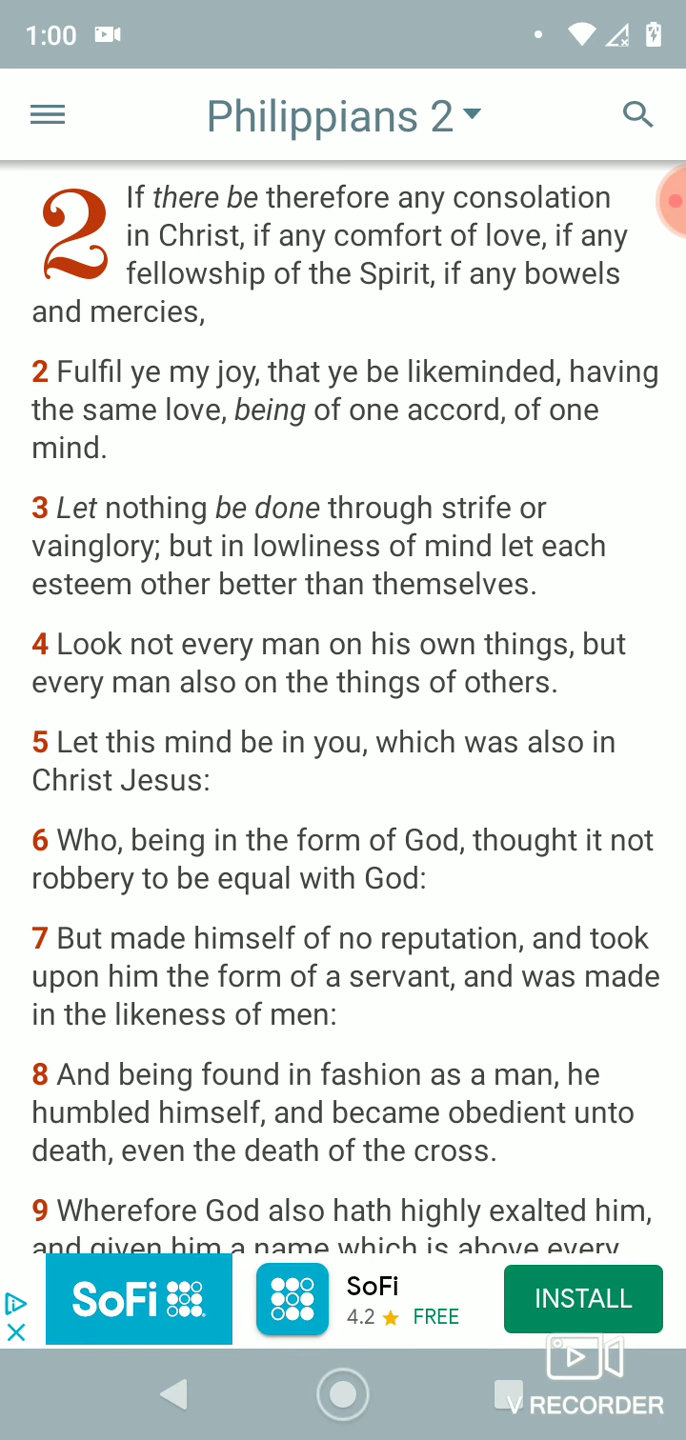 1:00
Philippians 2
2 If there be therefore any consolation
in Christ, if any comfort of love, if any
fellowship of the Spirit, if any bowels
and mercies,
2 Fulfil ye my joy, that ye be likeminded, having
the same love, being of one accord, of one
mind.
3 Let nothing be done through strife or
vainglory; but in lowliness of mind let each
esteem other better than themselves.
4 Look not every man on his own things, but
every man also on the things of others.
5 Let this mind be in you, which was also in
Christ Jesus:
6 Who, being in the form of God, thought it not
robbery to be equal with God:
7 But made himself of no reputation, and took
upon him the form of a servant, and was made
in the likeness of men:
8 And being found in fashion as a man, he
humbled himself, and became obedient unto
death, even the death of the cross.
9 Wherefore God also hath highly exalted him,
and given him a name which is above every
SoFi
SoFi
4.2 ★ FREE
INSTALL
V RECORDER